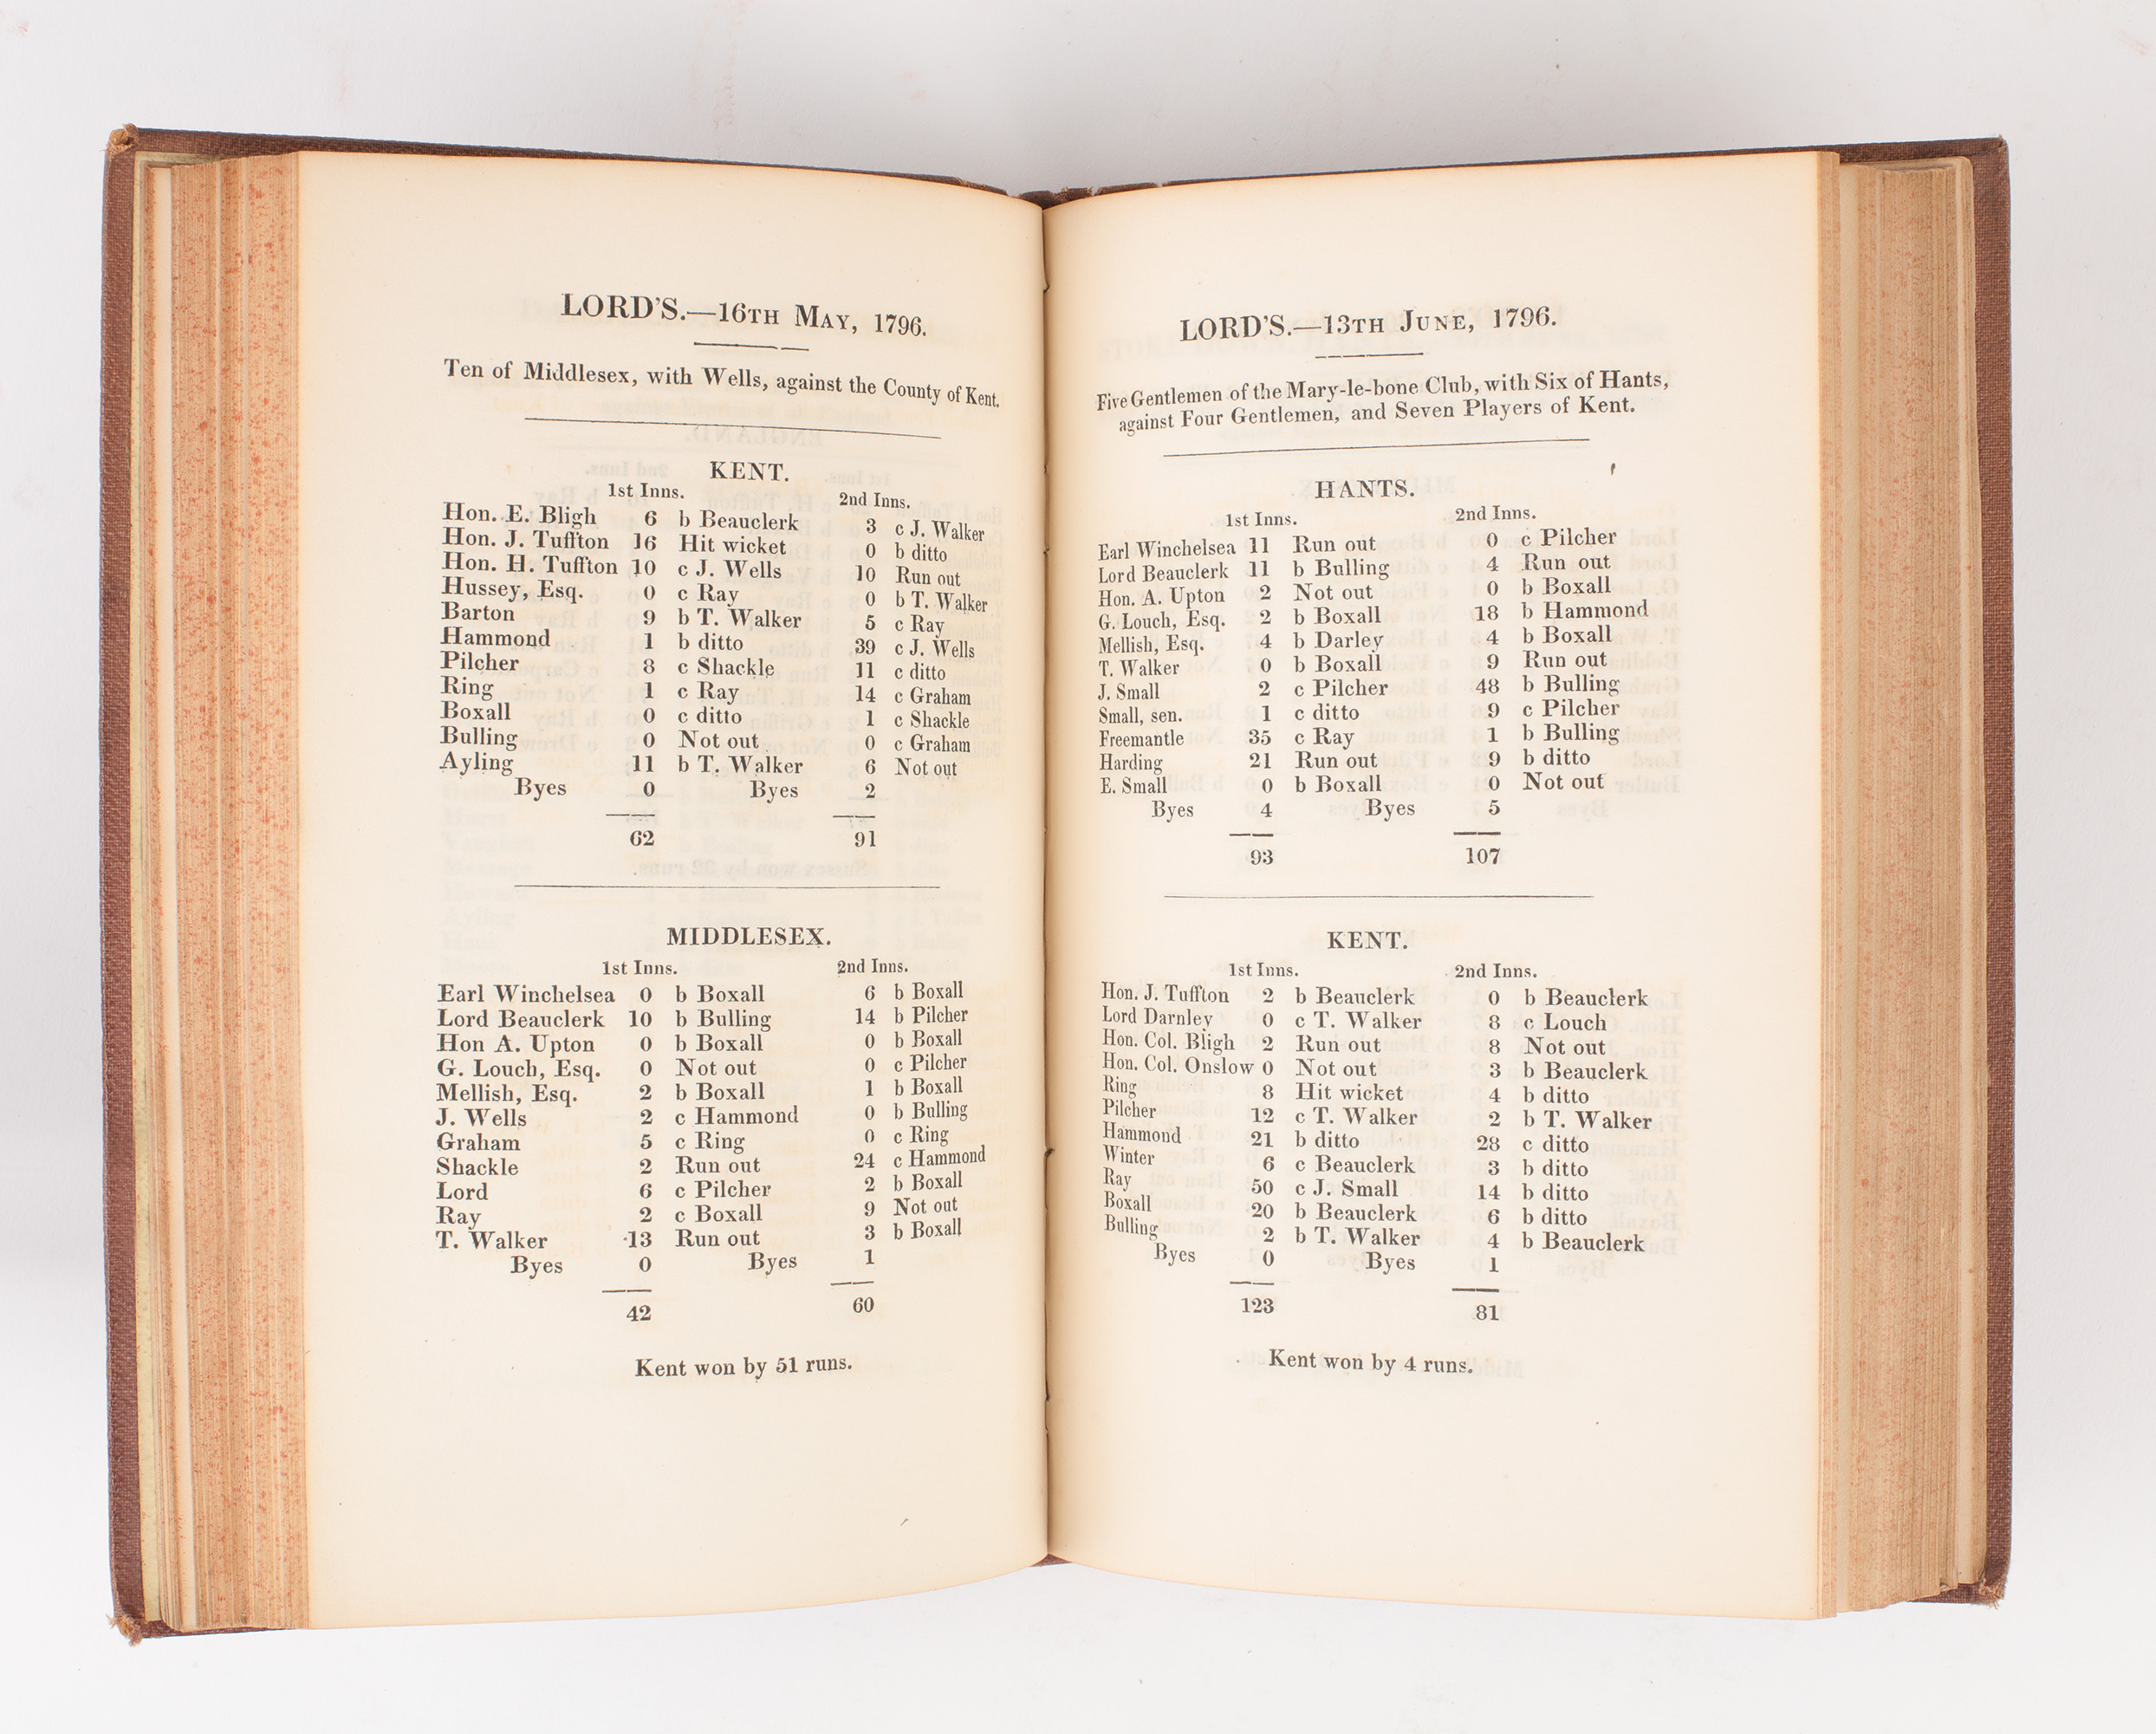 LORD'S.—16TH MAY, 1796.
Ten of Middlesex, with Wells, against the County of Kent.
KENT.
1st Inns. 2nd Inns.
Hon. E. Bligh 6 b Beauclerk 3 c J. Walker
Hon. J. Tuffton 16 Hit wicket 0 b ditto
Hon. H. Tuffton 10 c J. Wells 10 Run out
Hussey, Esq. 0 c Ray 0 b T. Walker
Barton 9 b T. Walker 5 c Ray
Hammond 1 b ditto 39 c J. Wells
Pilcher 8 c Shackle 11 c ditto
Ring 1 c Ray 14 c Graham
Boxall 0 c ditto 1 c Shackle
Bulling 0 Not out 0 c Graham
Ayling 11 b T. Walker 6 Not out
Byes 0 Byes 2
62 91
MIDDLESEX.
1st Inns. 2nd Inns.
Earl Winchelsea 0 b Boxall 6 b Boxall
Lord Beauclerk 10 b Bulling 14 b Pilcher
Hon A. Upton 0 b Boxall 0 b Boxall
G. Louch, Esq. 0 Not out 0 c Pilcher
Mellish, Esq. 2 b Boxall 1 b Boxall
J. Wells 2 c Hammond 0 b Bulling
Graham 5 c Ring 0 c Ring
Shackle 2 Run out 24 c Hammond
Lord 6 c Pilcher 2 b Boxall
Ray 2 c Boxall 9 Not out
T. Walker 13 Run out 3 b Boxall
Byes 0 Byes 1
42 60
Kent won by 51 runs.
LORD'S.—13TH JUNE, 1796.
Five Gentlemen of the Mary-le-bone Club, with Six of Hants,
against Four Gentlemen, and Seven Players of Kent.
HANTS.
1st Inns. 2nd Inns.
Earl Winchelsea 11 Run out 0 c Pilcher
Lord Beauclerk 11 b Bulling 4 Run out
Hon. A. Upton 2 Not out 0 b Boxall
G. Louch, Esq. 2 b Boxall 18 b Hammond
Mellish, Esq. 4 b Darley 4 b Boxall
T. Walker 0 b Boxall 9 Run out
J. Small 2 c Pilcher 48 b Bulling
Small, sen. 1 c ditto 9 c Pilcher
Freemantle 35 c Ray 1 b Bulling
Harding 21 Run out 9 b ditto
E. Small 0 b Boxall 0 Not out
Byes 4 Byes 5
93 107
KENT.
1st Inns. 2nd Inns.
Hon. J. Tuffton 2 b Beauclerk 0 b Beauclerk
Lord Darnley 0 c T. Walker 8 c Louch
Hon. Col. Bligh 2 Run out 8 Not out
Hon. Col. Onslow 0 Not out 3 b Beauclerk
Ring 8 Hit wicket 4 b ditto
Pilcher 12 c T. Walker 2 b T. Walker
Hammond 21 b ditto 28 c ditto
Winter 6 c Beauclerk 3 b ditto
Ray 50 c J. Small 14 b ditto
Boxall 20 b Beauclerk 6 b ditto
Bulling 2 b T. Walker 4 b Beauclerk
Byes 0 Byes 1
123 81
Kent won by 4 runs.